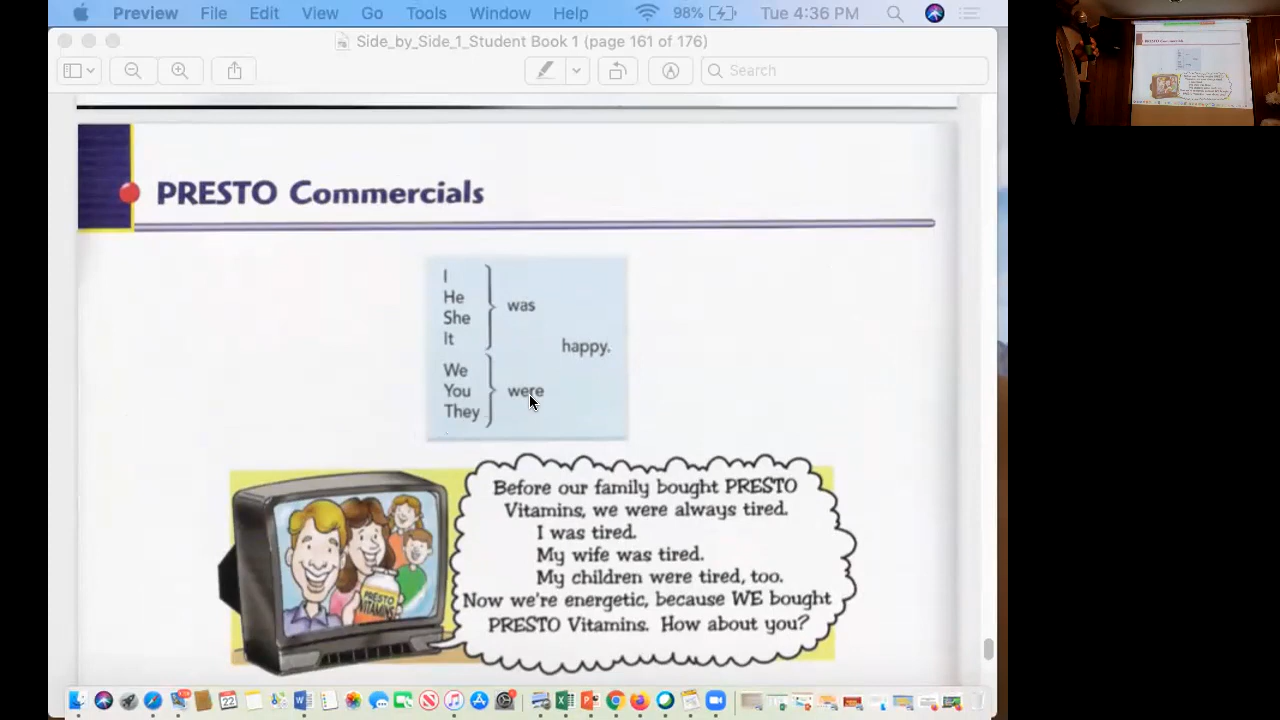 Preview File Edit View Go Tools Window Help 98% Tue 4:36 PM
Side_by_Side_1_Student Book 1 (page 161 of 176)
Search
PRESTO Commercials
I
He
She
It
was
happy.
We
You
They
were
Before our family bought PRESTO
Vitamins, we were always tired.
I was tired.
My wife was tired.
My children were tired, too.
Now we're energetic, because WE bought
PRESTO Vitamins. How about you?
PRESTO
VITAMINS
22